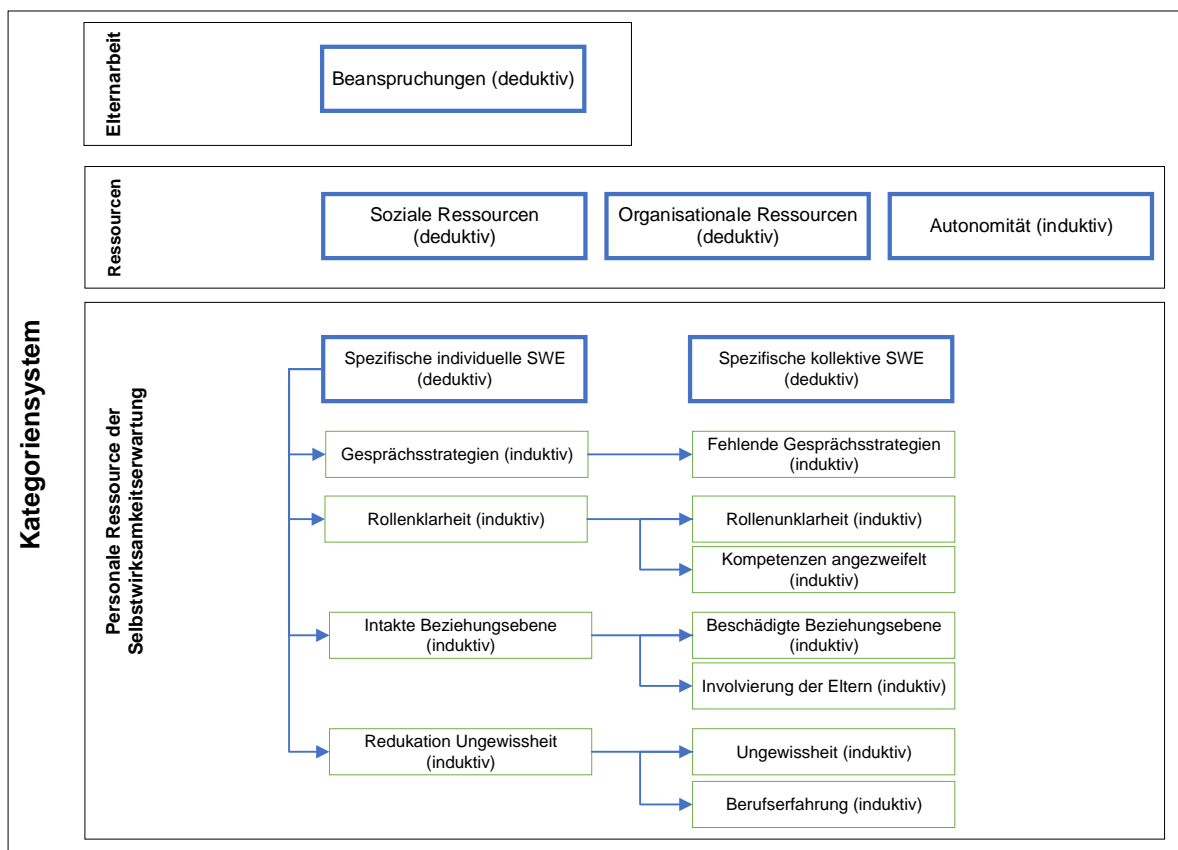 Kategoriensystem
Elternarbeit
Beanspruchungen (deduktiv)
Ressourcen
Soziale Ressourcen
(deduktiv)
Organisationale Ressourcen
(deduktiv)
Autonomität (induktiv)
Personale Ressource der
Selbstwirksamkeitserwartung
Spezifische individuelle SWE
(deduktiv)
Spezifische kollektive SWE
(deduktiv)
Gesprächsstrategien (induktiv)
Fehlende Gesprächsstrategien
(induktiv)
Rollenklarheit (induktiv)
Rollenunklarheit (induktiv)
Kompetenzen angezweifelt
(induktiv)
Intakte Beziehungsebene
(induktiv)
Beschädigte Beziehungsebene
(induktiv)
Involvierung der Eltern (induktiv)
Redukation Ungewissheit
(induktiv)
Ungewissheit (induktiv)
Berufserfahrung (induktiv)